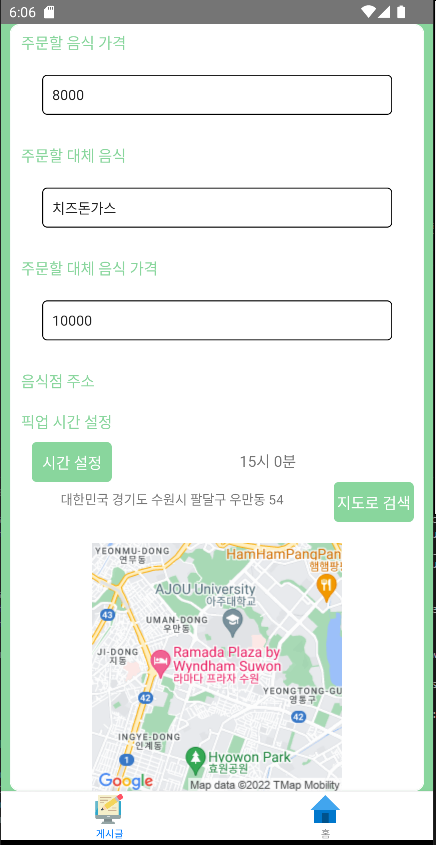 6:06
주문할 음식 가격
8000
주문할 대체 음식
치즈돈가스
주문할 대체 음식 가격
10000
음식점 주소
픽업 시간 설정
시간 설정
15시 0분
대한민국 경기도 수원시 팔달구 우만동 54
지도로 검색
YEONMU-DONG
연무동
HamHamPangPan
햄햄팡팡
43
AJOU University
아주대학교
UMAN-DONG
우만동
JI-DONG
지동
Ramada Plaza by
Wyndham Suwon
라마다 프라자 수원
42
YEONGTONG-GU
영통구
42
INGYE-DONG
인계동
1
Hyowon Park
효원공원
Google
Map data ©2022 TMap Mobility
게시글
홈